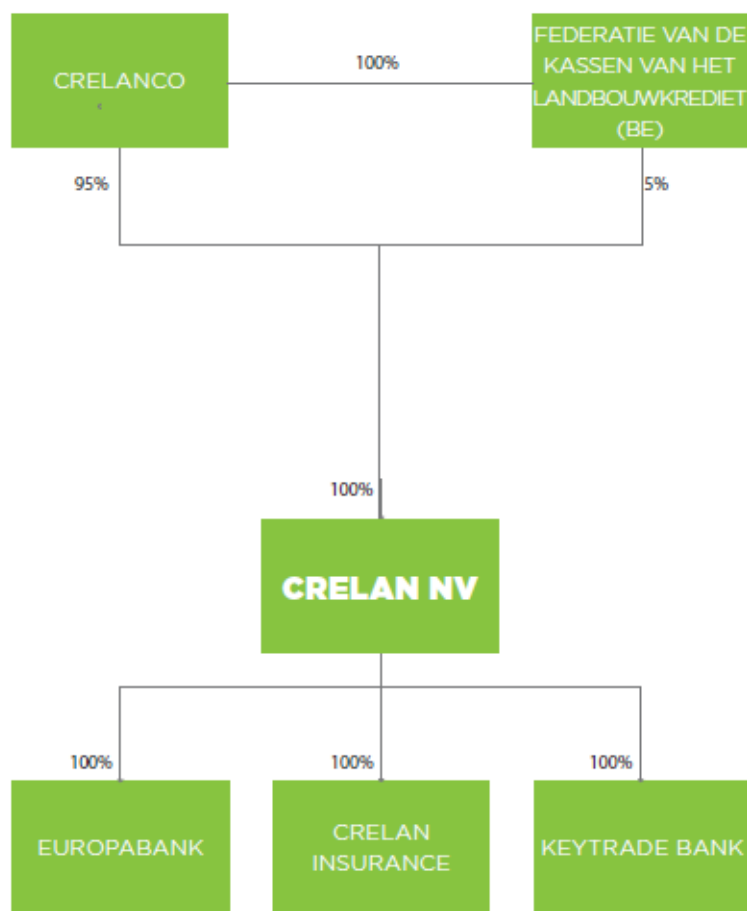 CRELANCO
100%
FEDERATIE VAN DE
KASSEN VAN HET
LANDBOUWKREDIET
(BE)
95%
5%
100%
CRELAN NV
100%
100%
100%
EUROPABANK
CRELAN
INSURANCE
KEYTRADE BANK